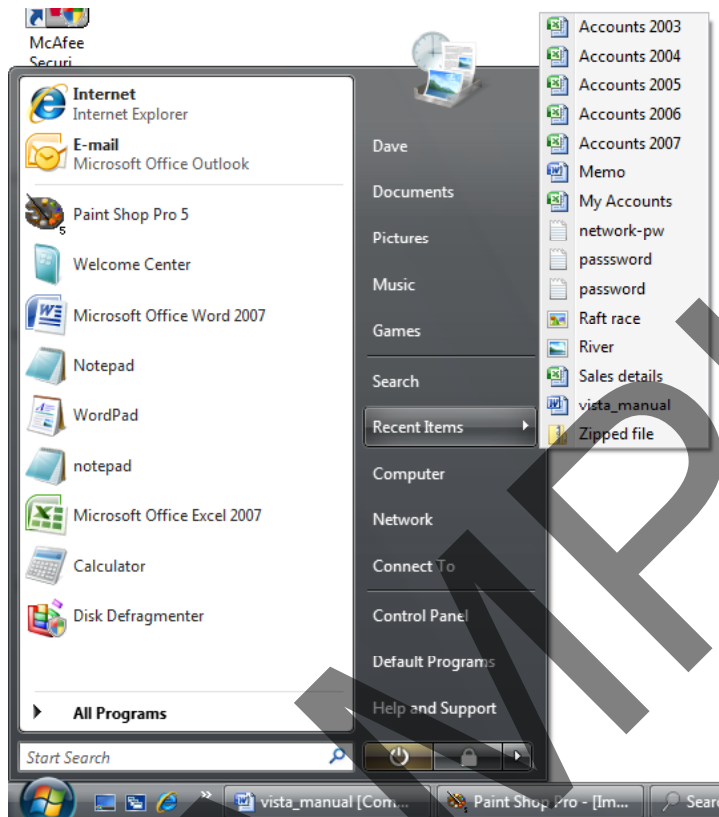 McAfee
Securi
Internet
Internet Explorer
E-mail
Microsoft Office Outlook
Paint Shop Pro 5
5
Welcome Center
Microsoft Office Word 2007
Notepad
WordPad
notepad
Microsoft Office Excel 2007
Calculator
Disk Defragmenter
All Programs
Start Search
Dave
Documents
Pictures
Music
Games
Search
Recent Items
Computer
Network
Connect To
Control Panel
Default Programs
Help and Support
Accounts 2003
Accounts 2004
Accounts 2005
Accounts 2006
Accounts 2007
Memo
My Accounts
network-pw
passsword
password
Raft race
River
Sales details
vista_manual
Zipped file
vista_manual [Com...
Paint Shop Pro - [Im...
Sear